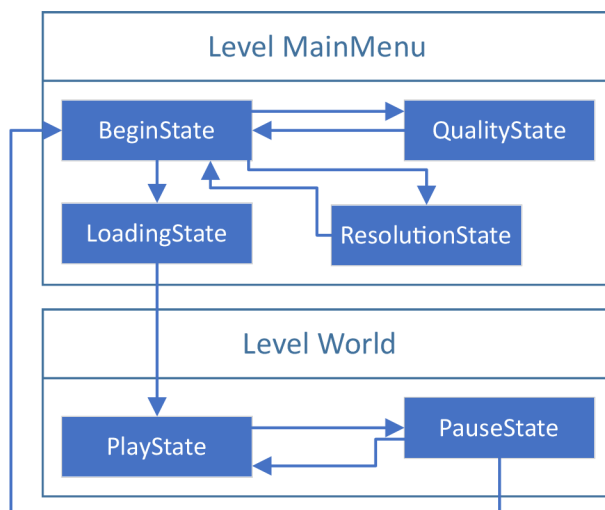 Level MainMenu
BeginState
QualityState
LoadingState
ResolutionState
Level World
PlayState
PauseState